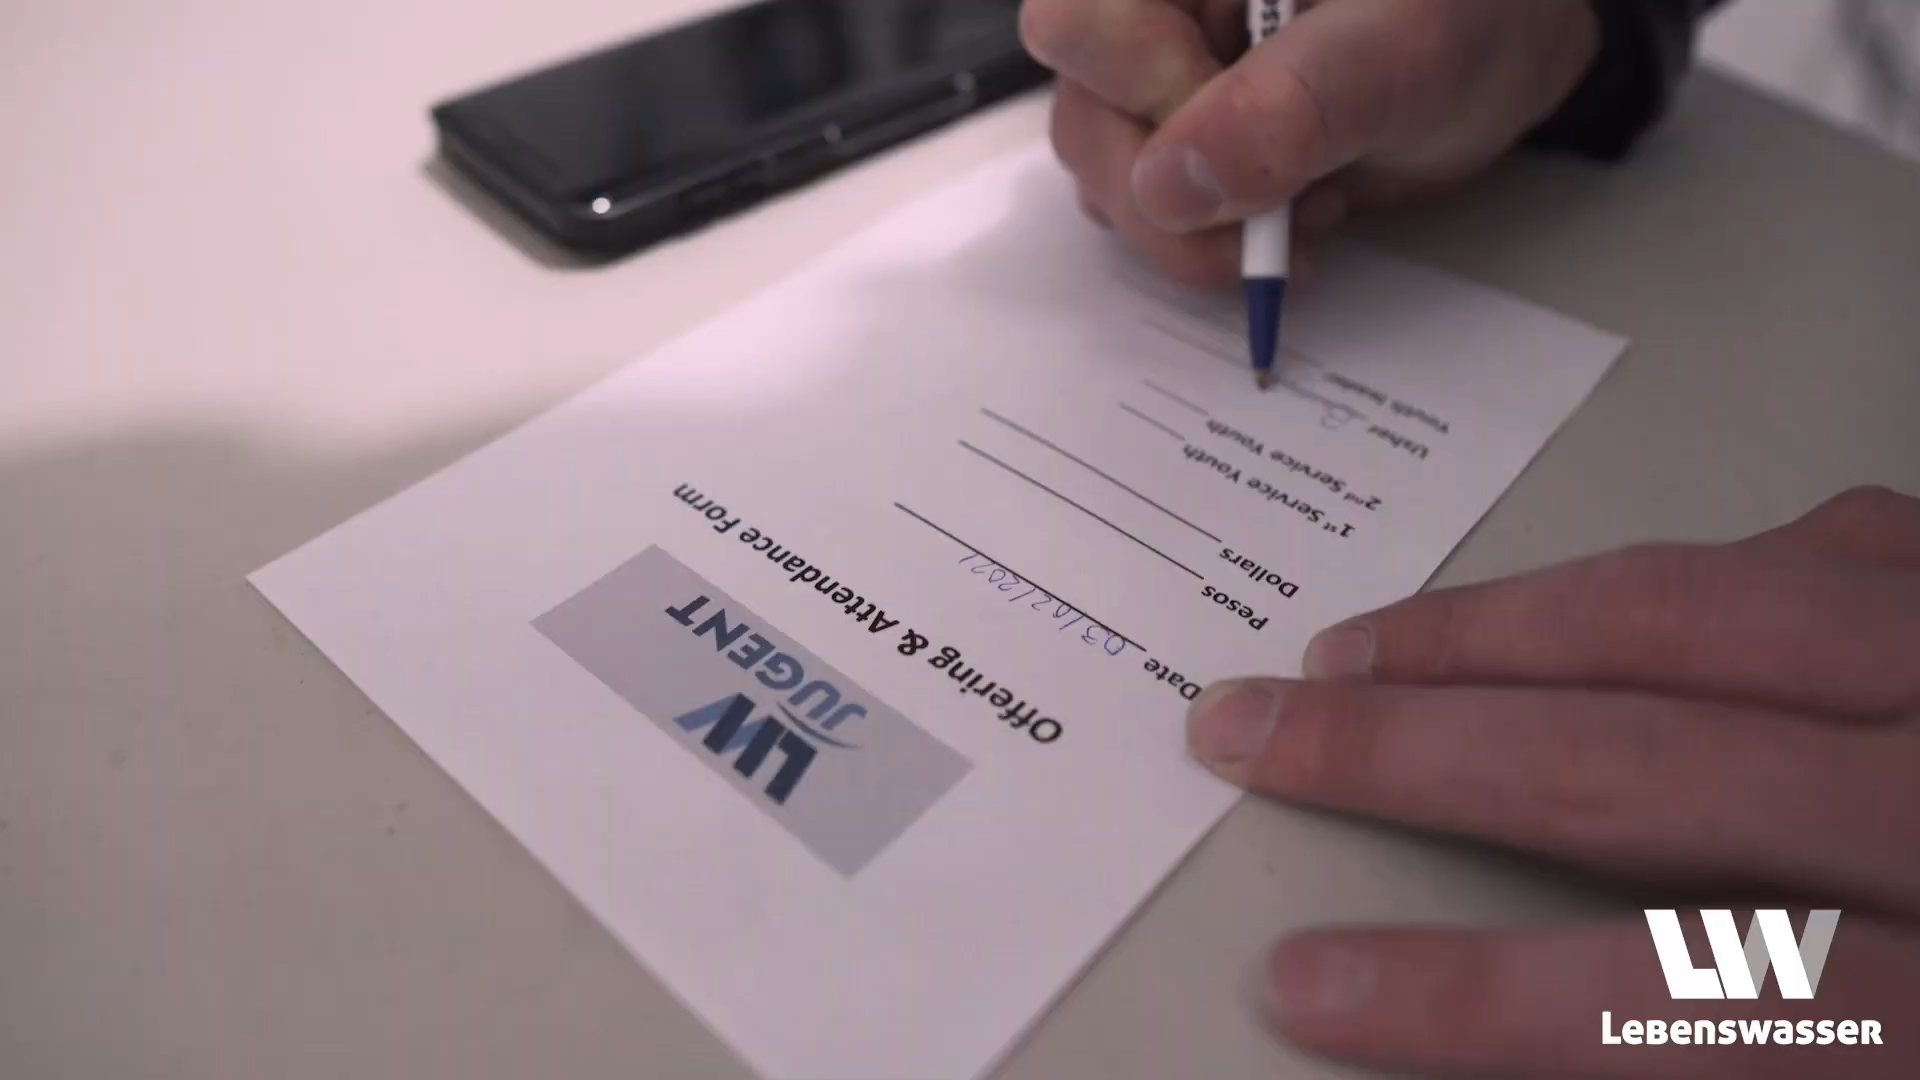 LW
JUGENT
Offering & Attendance Form
Date 03/02/2021
Pesos
Dollars
1st Service Youth
2nd Service Youth
Usher
Youth leader
LW
LEBENSWASSER